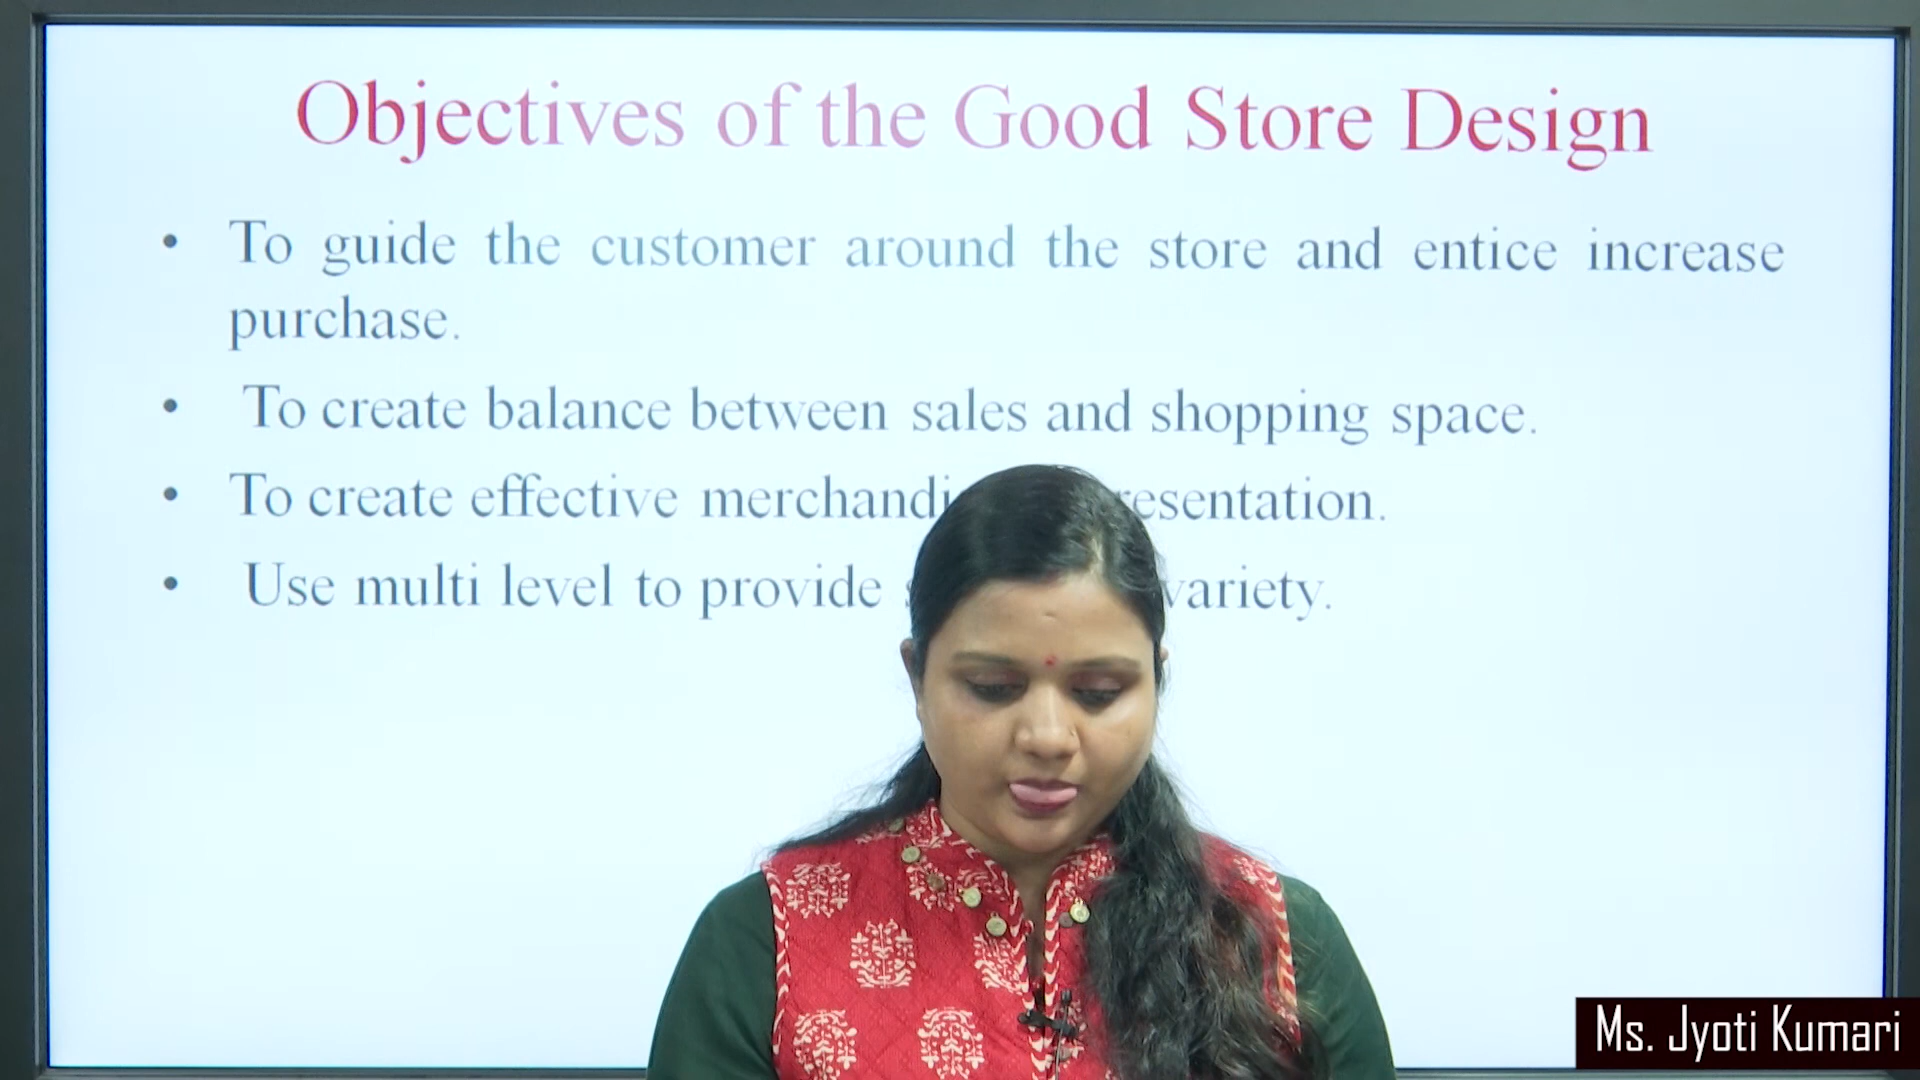 Objectives of the Good Store Design
• To guide the customer around the store and entice increase
purchase.
• To create balance between sales and shopping space.
• To create effective resentation.
• Use multi level to provide variety.
Ms. Jyoti Kumari